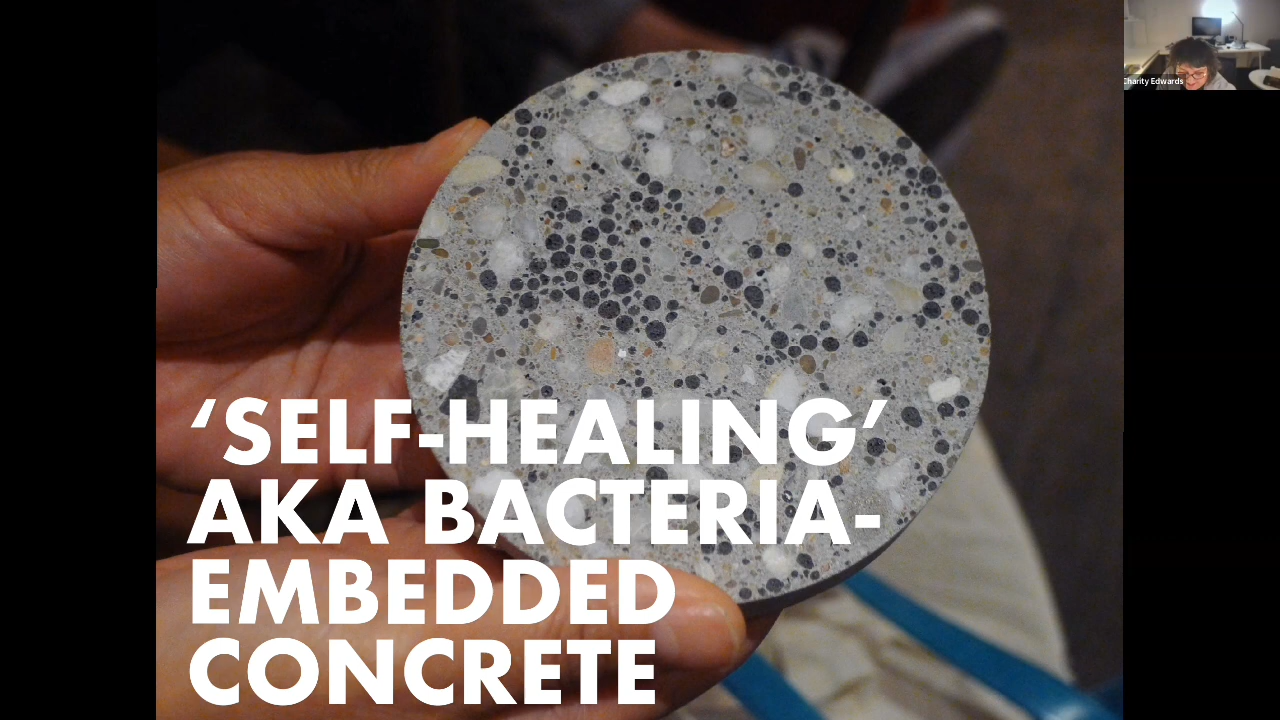 Charity Edwards
‘SELF-HEALING’
AKA BACTERIA-
EMBEDDED
CONCRETE